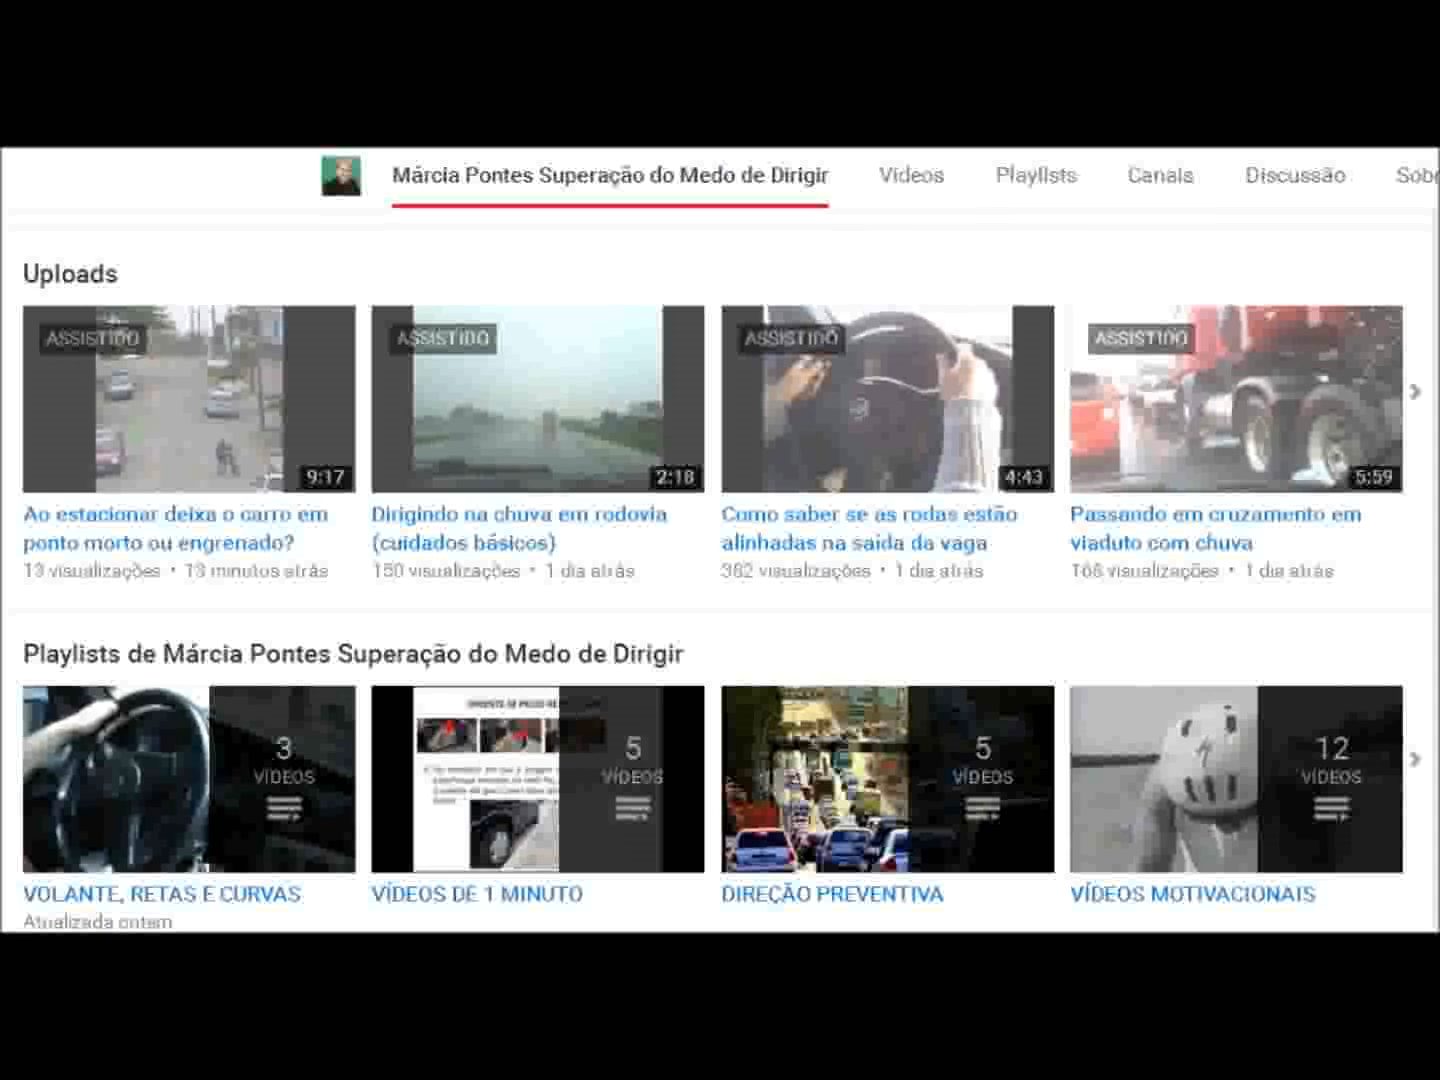 Márcia Pontes Superação do Medo de Dirigir Vídeos Playlists Canais Discussão
Uploads
ASSISTIDO ASSISTIDO ASSISTIDO ASSISTIDO
9:17 2:18 4:43 5:59
Ao estacionar deixa o carro em Dirigindo na chuva em rodovia Como saber se as rodas estão Passando em cruzamento em
ponto morto ou engrenado? (cuidados básicos) alinhadas na saída da vaga viaduto com chuva
13 visualizações • 13 minutos atrás 150 visualizações • 1 dia atrás 382 visualizações • 1 dia atrás 168 visualizações • 1 dia atrás
Playlists de Márcia Pontes Superação do Medo de Dirigir
3 5 5 12
VÍDEOS VÍDEOS VÍDEOS VÍDEOS
VOLANTE, RETAS E CURVAS VÍDEOS DE 1 MINUTO DIREÇÃO PREVENTIVA VÍDEOS MOTIVACIONAIS
Atualizada ontem